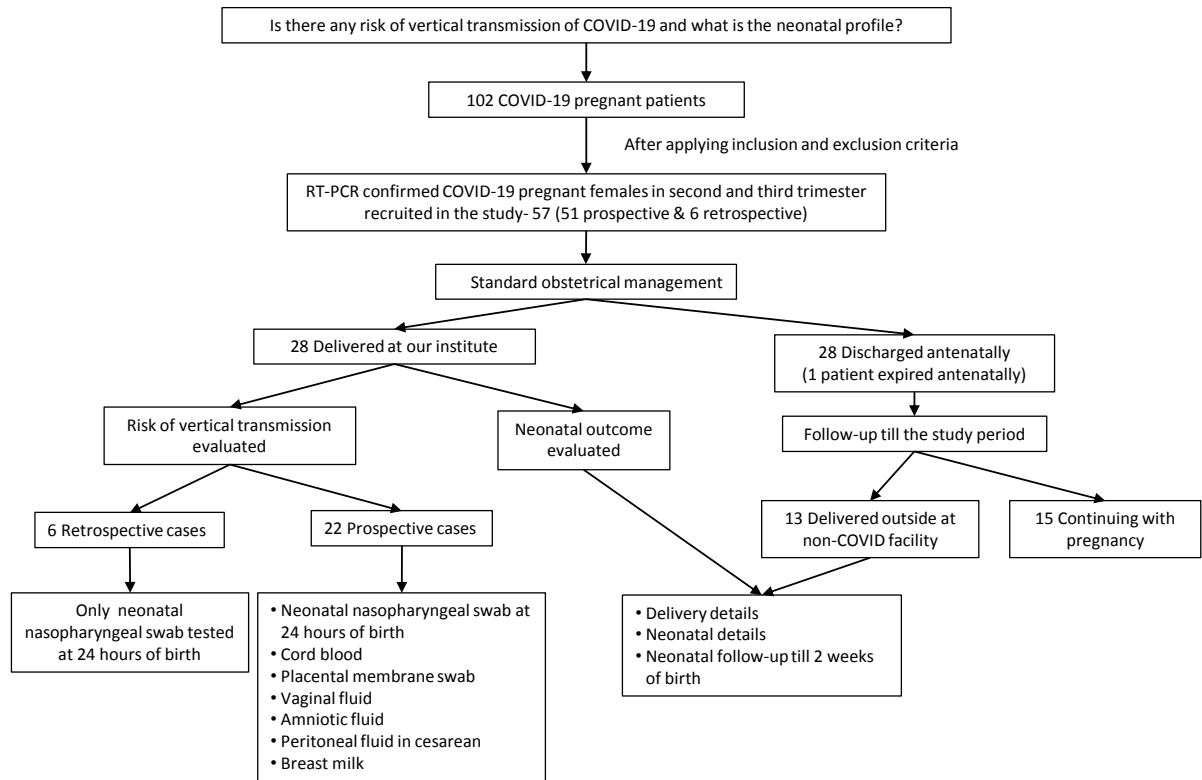 Is there any risk of vertical transmission of COVID-19 and what is the neonatal profile?
102 COVID-19 pregnant patients
After applying inclusion and exclusion criteria
RT-PCR confirmed COVID-19 pregnant females in second and third trimester
recruited in the study- 57 (51 prospective & 6 retrospective)
Standard obstetrical management
28 Delivered at our institute
28 Discharged antenatally
(1 patient expired antenatally)
Risk of vertical transmission
evaluated
Neonatal outcome
evaluated
Follow-up till the study period
6 Retrospective cases
22 Prospective cases
13 Delivered outside at
non-COVID facility
15 Continuing with
pregnancy
Only neonatal
nasopharyngeal swab tested
at 24 hours of birth
• Neonatal nasopharyngeal swab at
24 hours of birth
• Cord blood
• Placental membrane swab
• Vaginal fluid
• Amniotic fluid
• Peritoneal fluid in cesarean
• Breast milk
• Delivery details
• Neonatal details
• Neonatal follow-up till 2 weeks
of birth